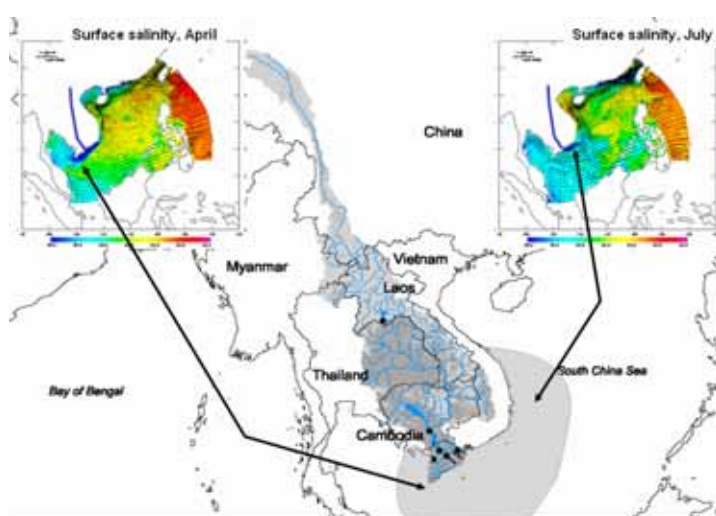 Surface salinity, April
Surface salinity, July
China
Myanmar
Vietnam
Laos
Thailand
Bay of Bengal
South China Sea
Cambodia